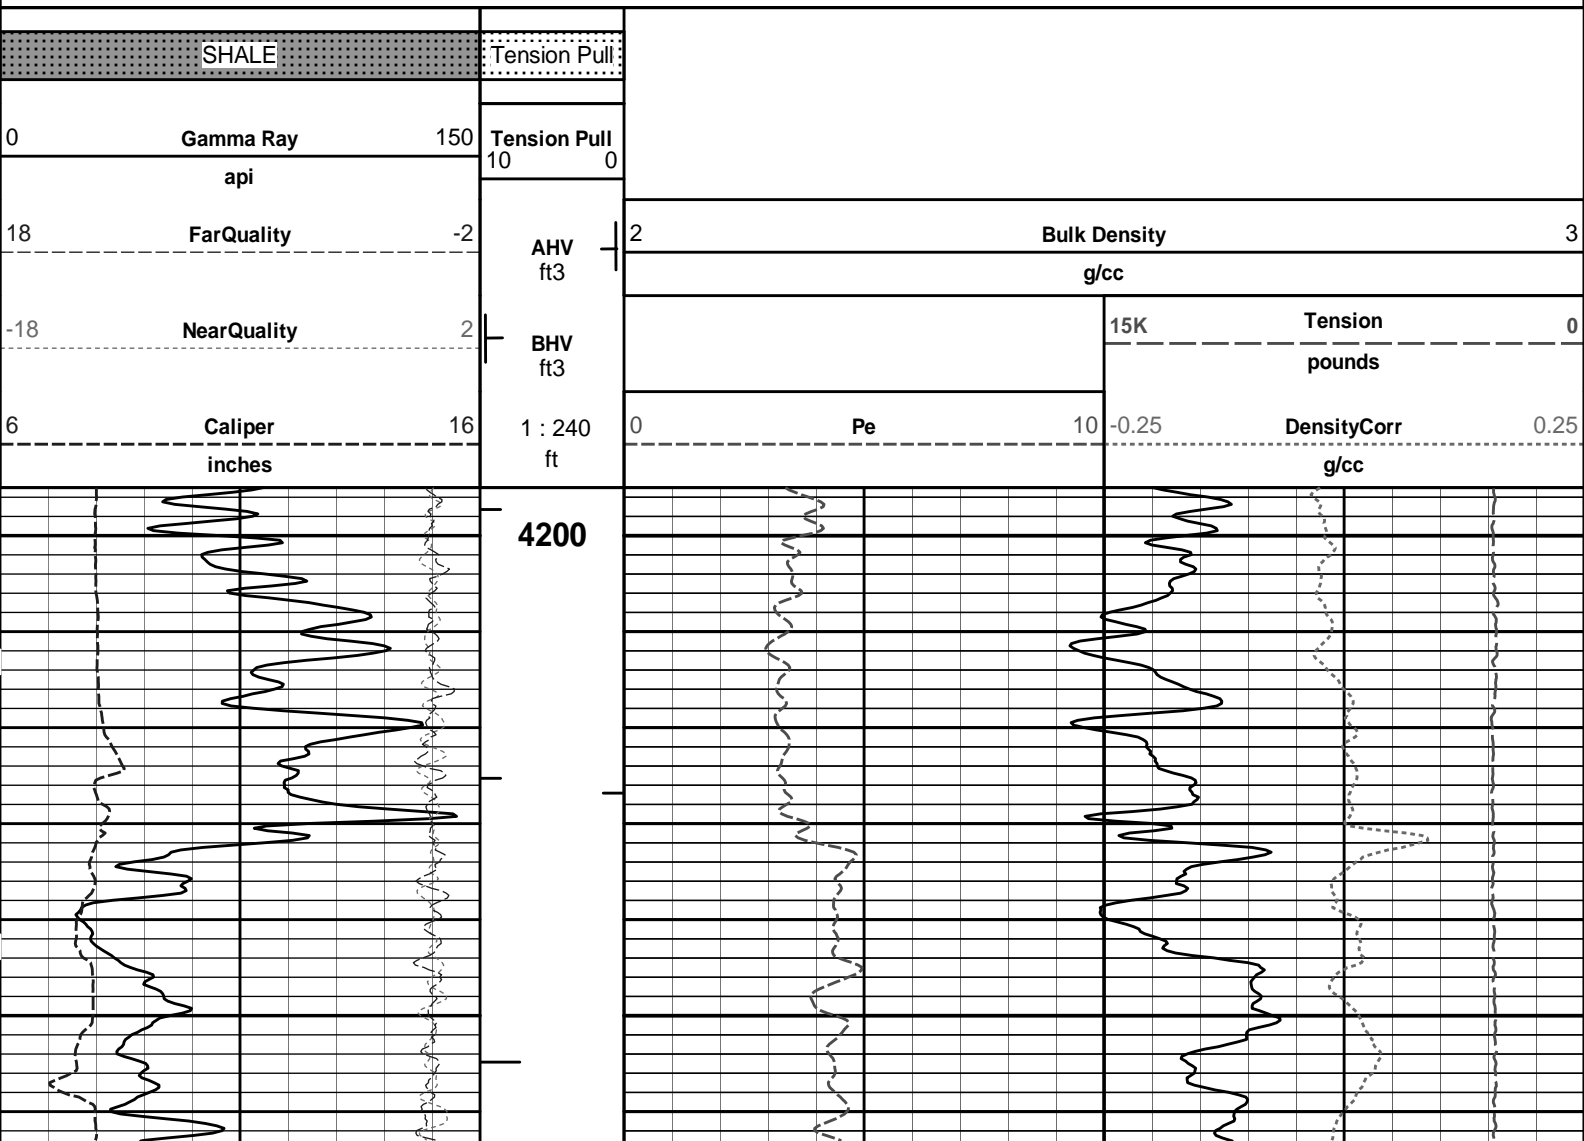 SHALE Tension Pull
0 Gamma Ray 150 Tension Pull
10 0
api
18 FarQuality -2 AHV 2 Bulk Density 3
ft3 g/cc
-18 NearQuality 2 BHV 15K Tension 0
ft3 pounds
6 Caliper 16 1 : 240 0 Pe 10 -0.25 DensityCorr 0.25
inches ft g/cc
4200